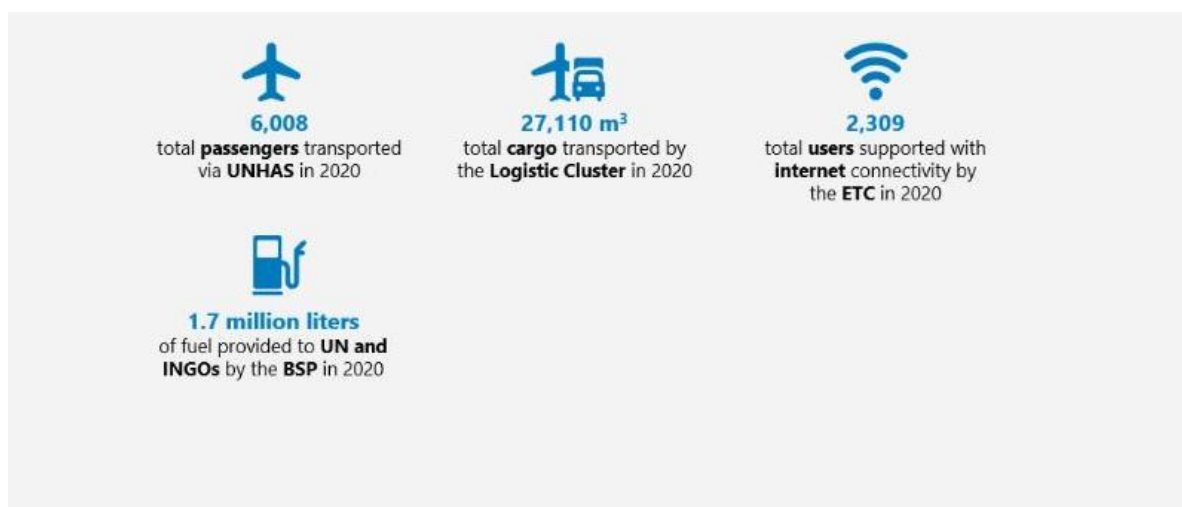 6,008
total passengers transported
via UNHAS in 2020
27,110 m³
total cargo transported by
the Logistic Cluster in 2020
2,309
total users supported with
internet connectivity by
the ETC in 2020
1.7 million liters
of fuel provided to UN and
INGOs by the BSP in 2020